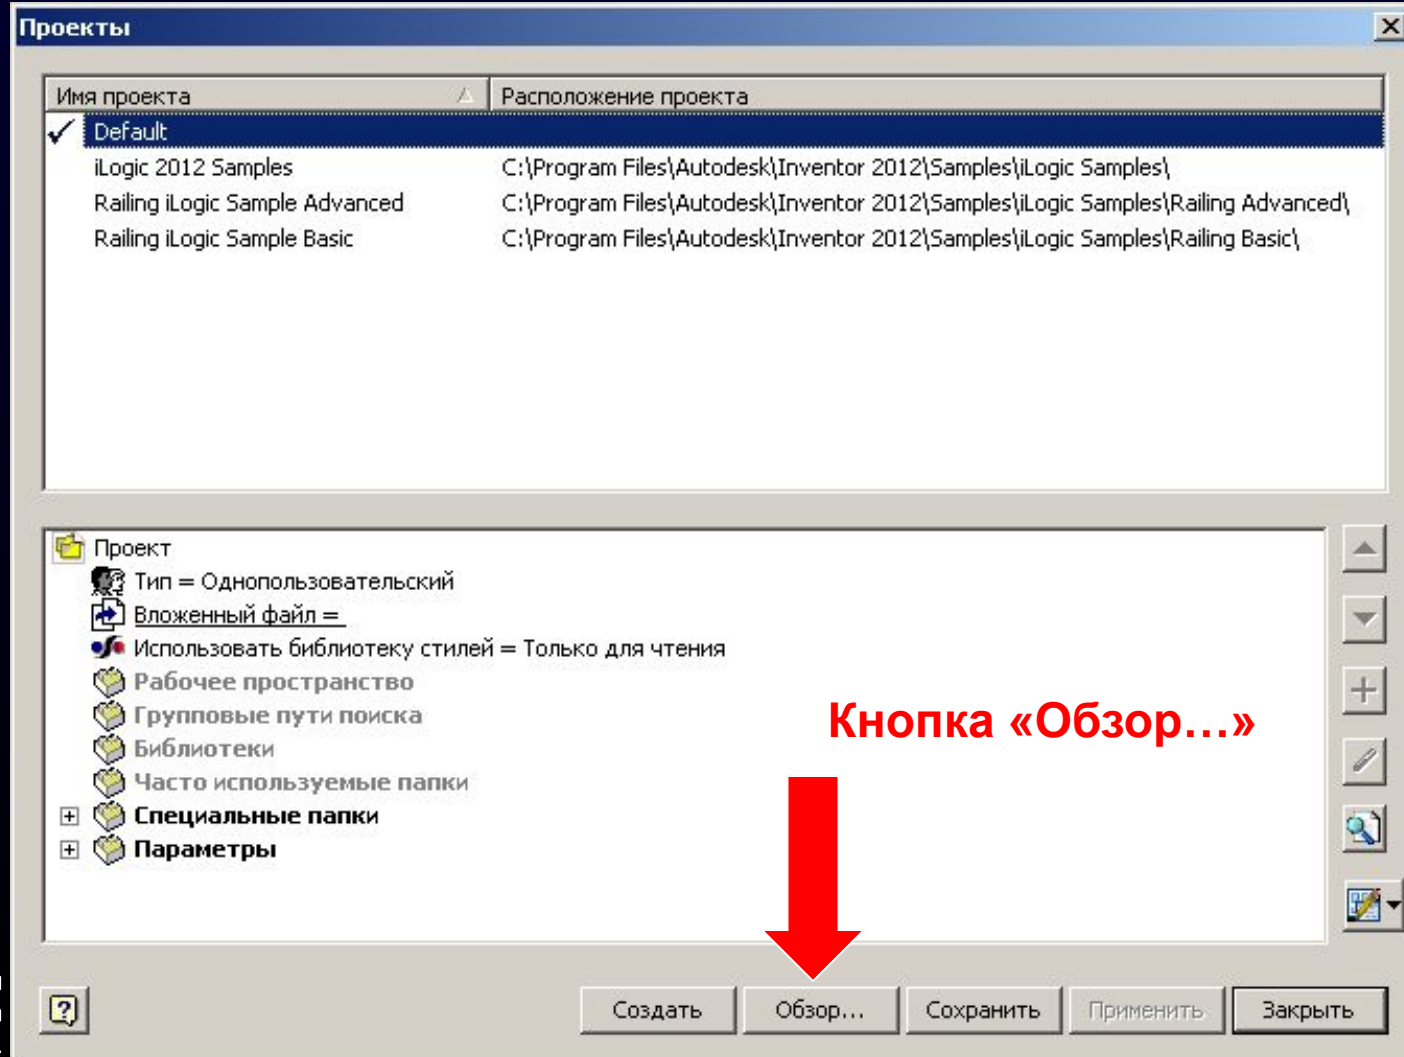 Проекты
Имя проекта Расположение проекта
Default
iLogic 2012 Samples C:\Program Files\Autodesk\Inventor 2012\Samples\iLogic Samples\
Railing iLogic Sample Advanced C:\Program Files\Autodesk\Inventor 2012\Samples\iLogic Samples\Railing Advanced\
Railing iLogic Sample Basic C:\Program Files\Autodesk\Inventor 2012\Samples\iLogic Samples\Railing Basic\
Проект
Тип = Однопользовательский
Вложенный файл =
Использовать библиотеку стилей = Только для чтения
Рабочее пространство
Групповые пути поиска
Библиотеки
Часто используемые папки
Специальные папки
Параметры
Кнопка «Обзор...»
Создать Обзор... Сохранить Применить Закрыть